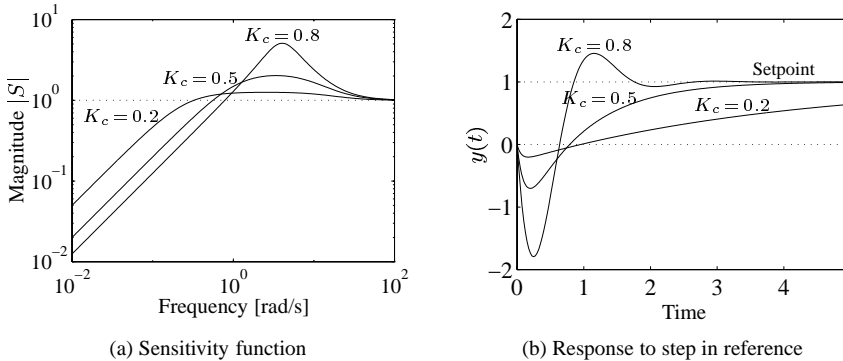 10^1
10^0
10^{-1}
10^{-2}
Magnitude |S|
K_c = 0.8
K_c = 0.5
K_c = 0.2
10^{-2}
10^0
10^2
Frequency [rad/s]
(a) Sensitivity function
2
1
0
−1
−2
y(t)
K_c = 0.8
Setpoint
K_c = 0.5
K_c = 0.2
0 1 2 3 4
Time
(b) Response to step in reference